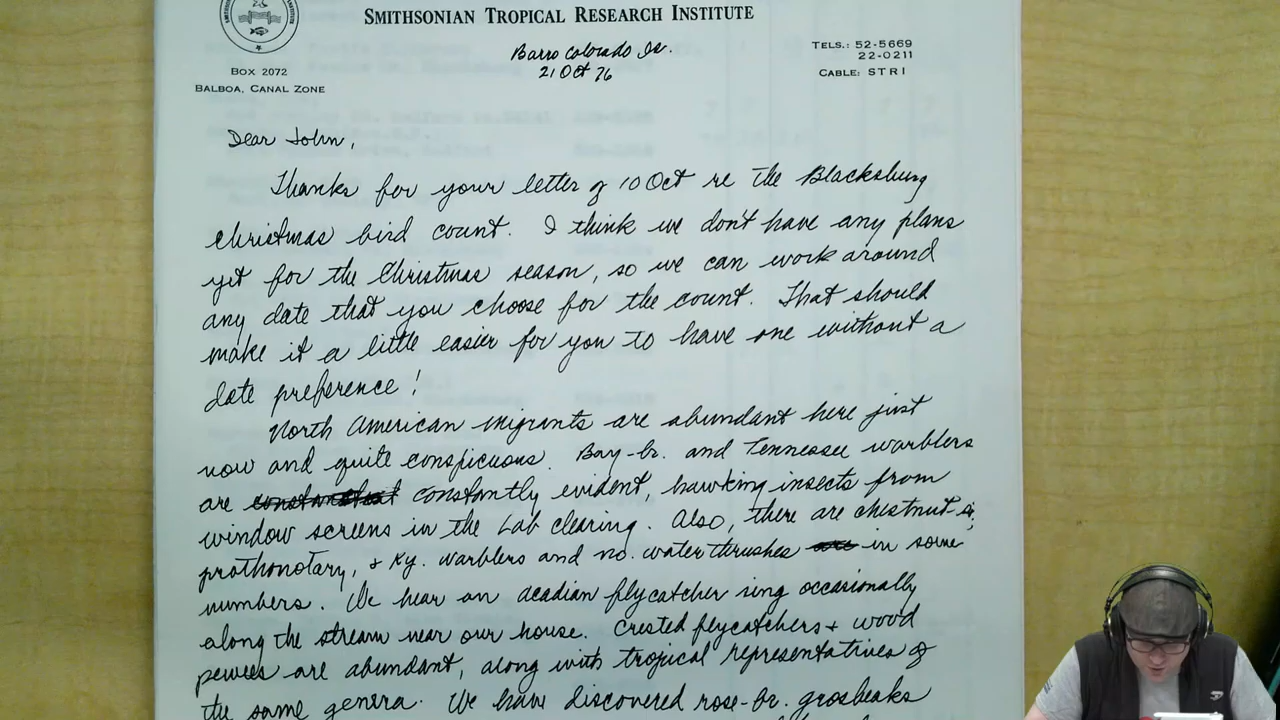 SMITHSONIAN TROPICAL RESEARCH INSTITUTE
Barro Colorado Is.
21 Oct 76
TELS.: 52-5669
22-0211
CABLE: STRI
BOX 2072
BALBOA, CANAL ZONE
Dear John,
Thanks for your letter of 10 Oct re the Blacksburg
Christmas bird count. I think we don't have any plans
yet for the Christmas season, so we can work around
any date that you choose for the count. That should
make it a little easier for you to have one without a
date preference!
North American migrants are abundant here just
now and quite conspicuous. Bay-br. and Tennessee warblers
are constantly evident, hawking insects from
window screens in the Lab clearing. Also, there are chestnut si,
prothonotary, & Ky. warblers and no. water thrushes are in some
numbers. We hear an acadian flycatcher sing occasionally
along the stream near our house. Crested flycatchers & wood
pewees are abundant, along with tropical representatives of
the same genera. We have discovered rose-br. grosbeaks